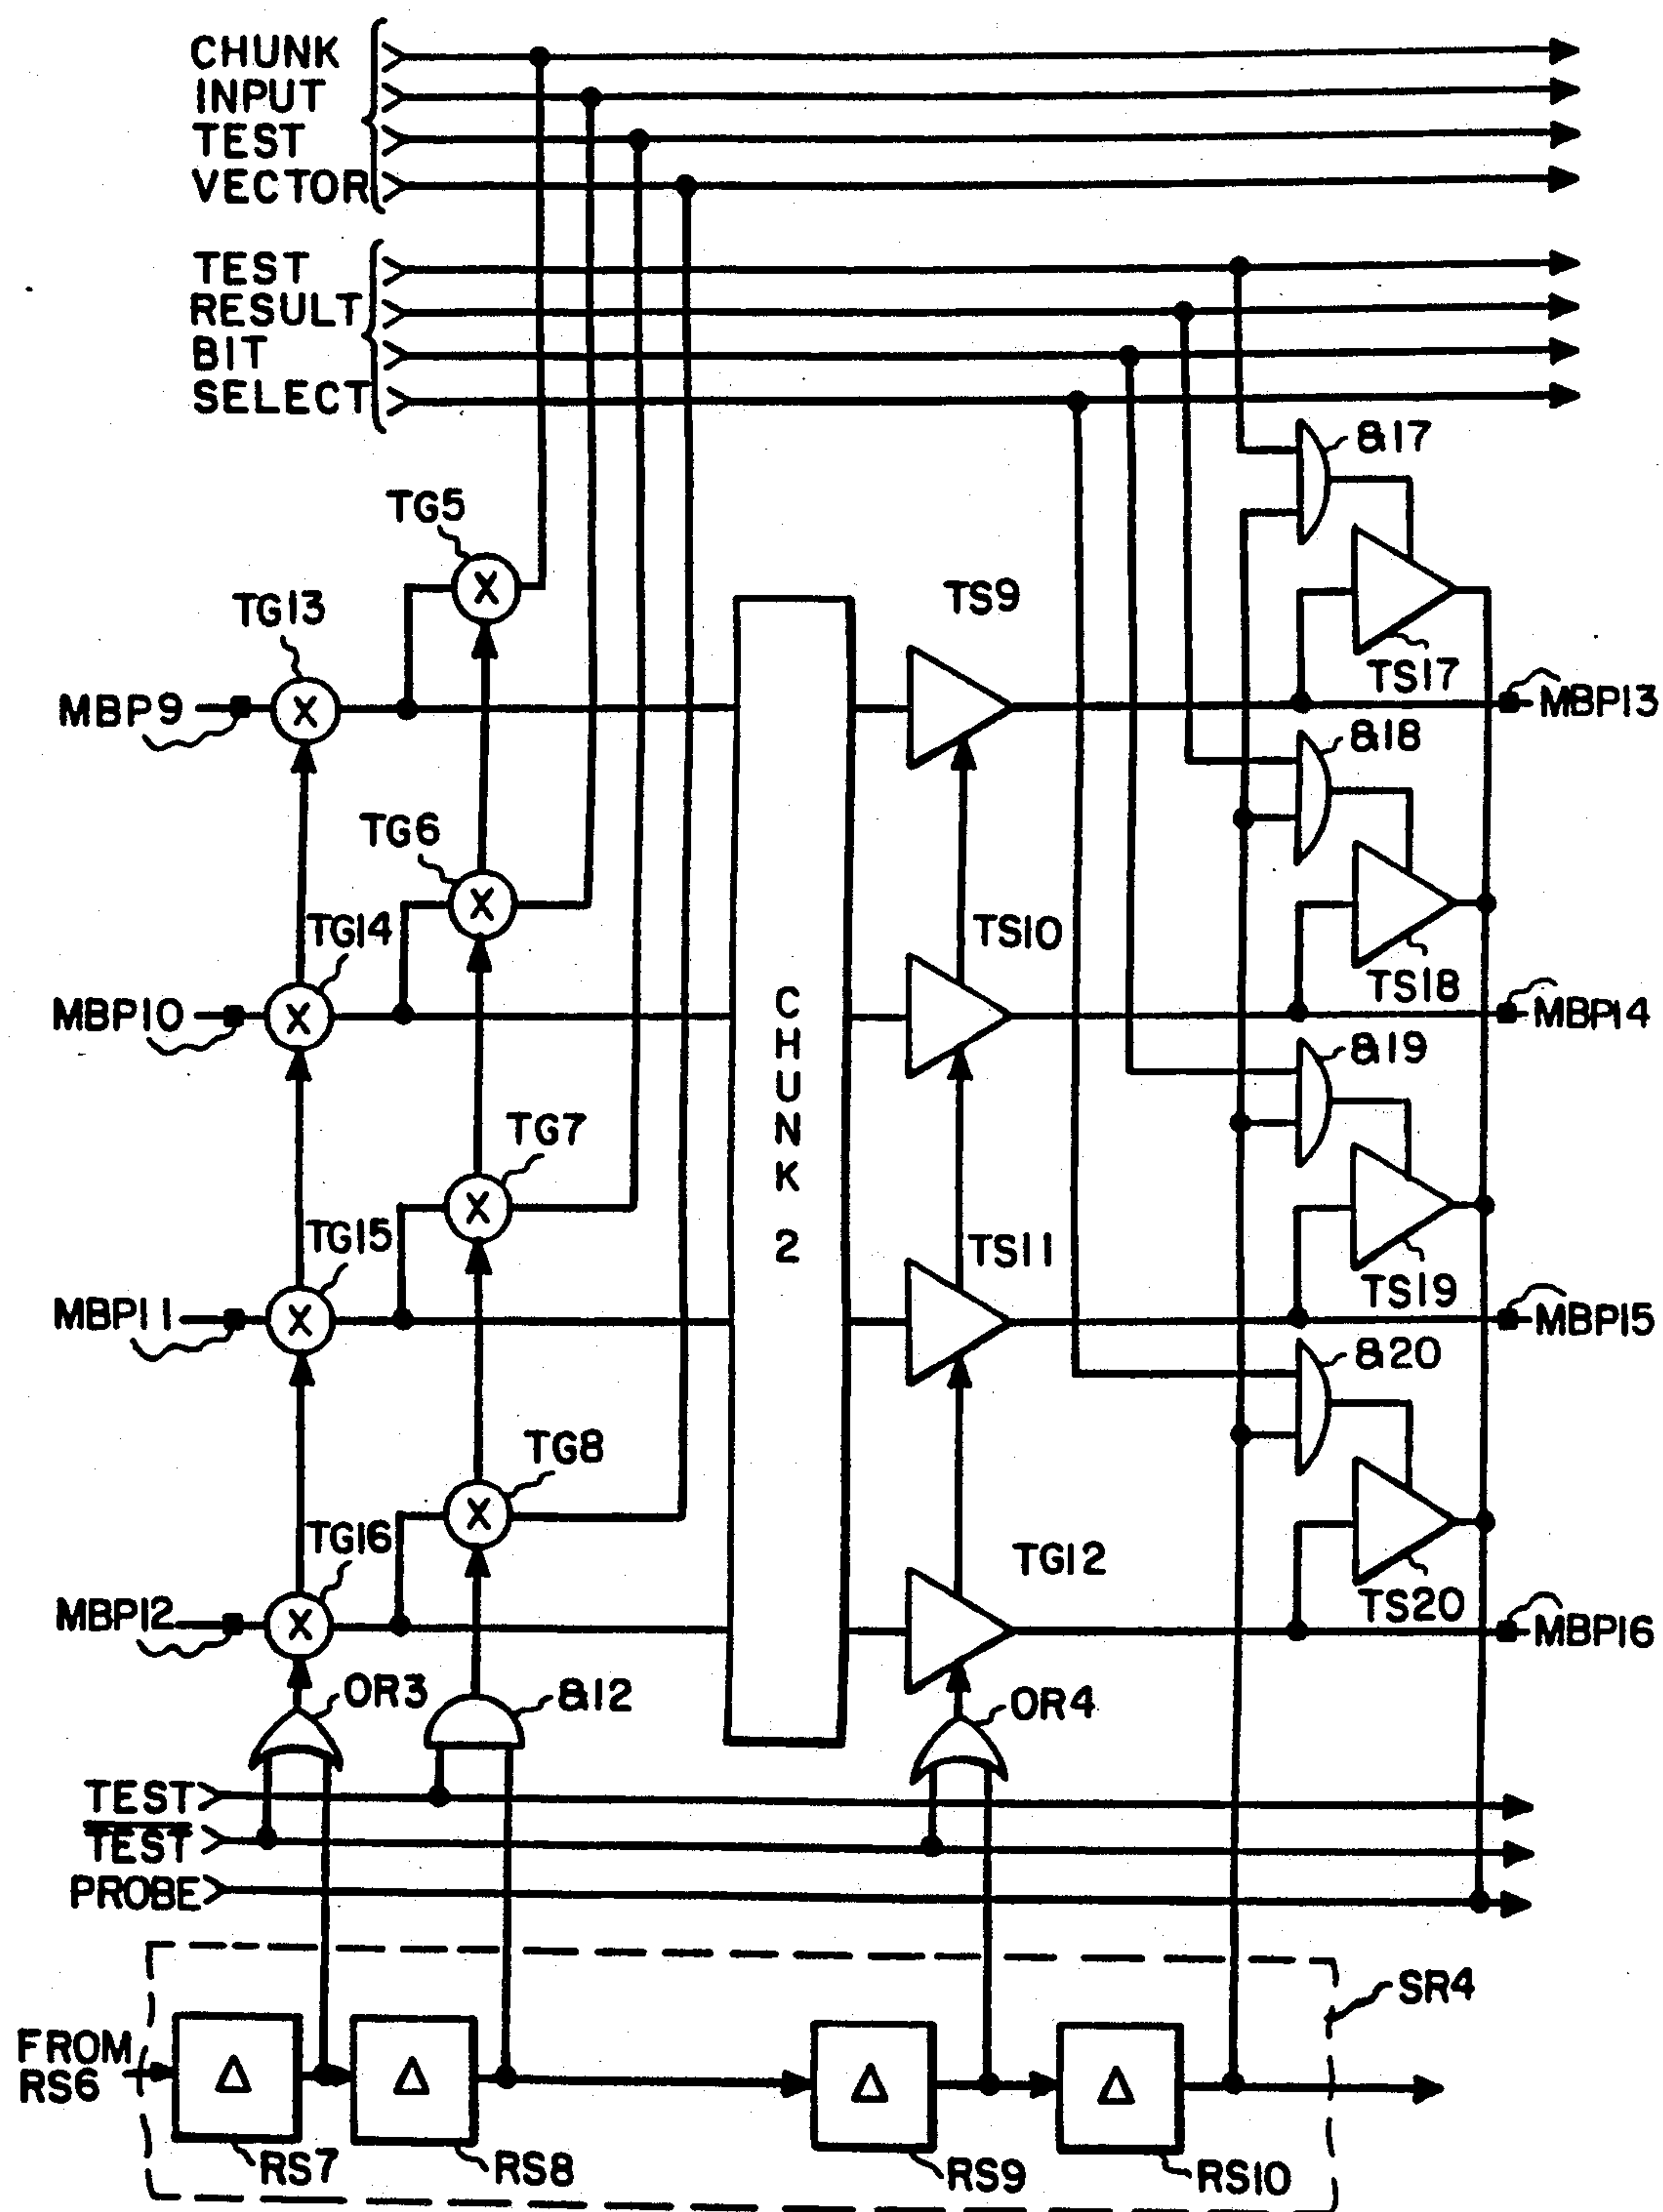 CHUNK
INPUT
TEST
VECTOR
TEST
RESULT
BIT
SELECT
&17
TG5
TG13
TS9
TS17
MBP9
MBP13
&18
TG6
TG14
TS10
TS18
MBP10
MBP14
CHUNK 2
&19
TG7
TG15
TS11
TS19
MBP11
MBP15
&20
TG8
TG16
TG12
TS20
MBP12
MBP16
OR3
&12
OR4
TEST
TEST
PROBE
SR4
FROM
RS6
Δ
Δ
Δ
Δ
RS7
RS8
RS9
RS10